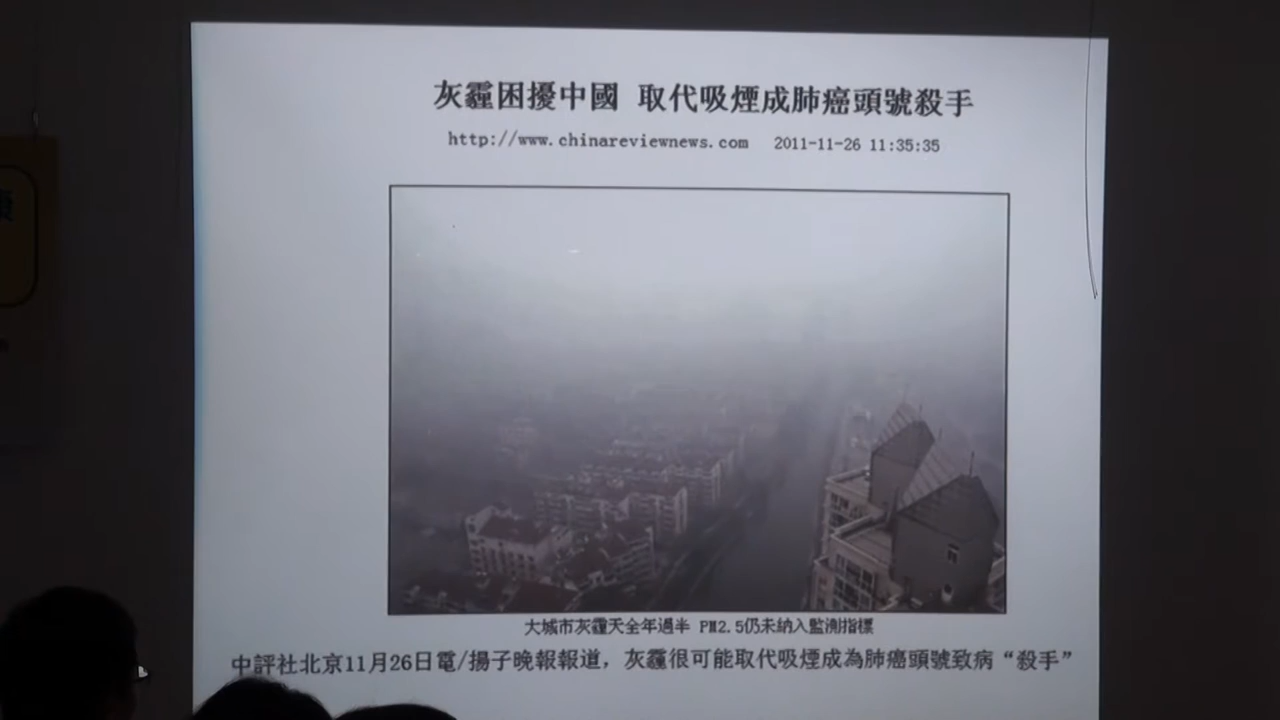 灰霾困擾中國 取代吸煙成肺癌頭號殺手
http://www.chinareviewnews.com 2011-11-26 11:35:35
大城市灰霾天全年過半 PM2.5仍未納入監測指標
中評社北京11月26日電/揚子晚報報道，灰霾很可能取代吸煙成為肺癌頭號致病“殺手”